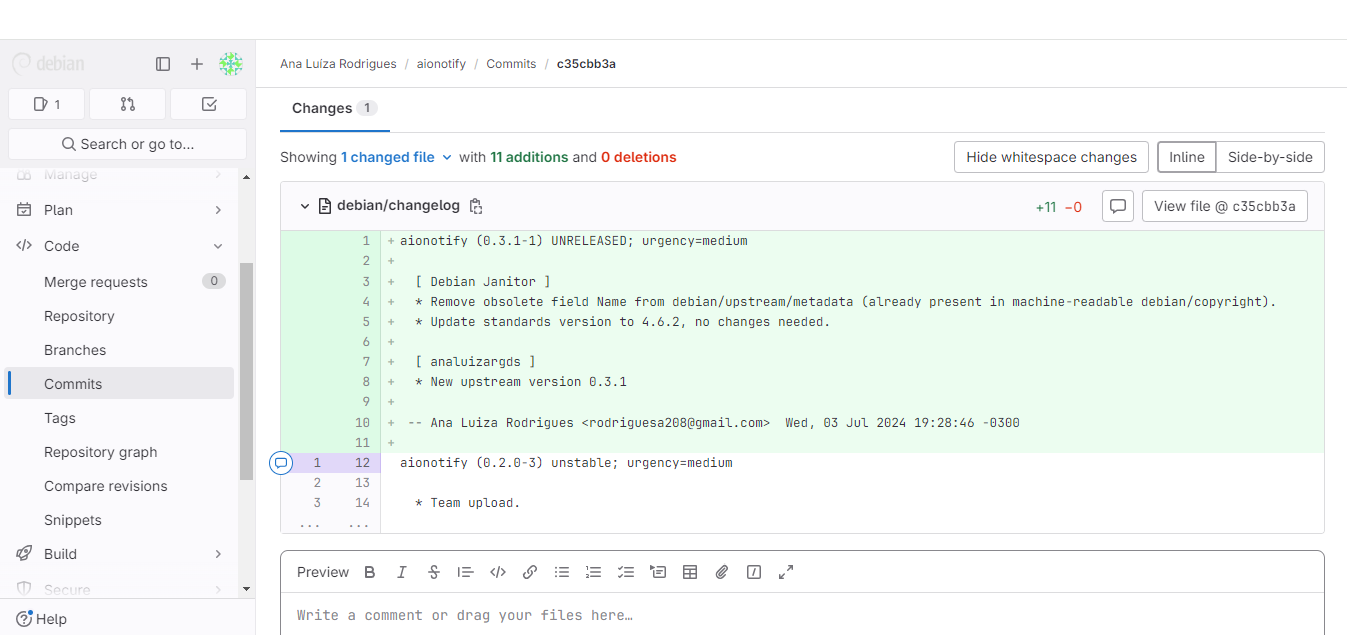 debian
1
Search or go to...
Manage
Plan
Code
Merge requests 0
Repository
Branches
Commits
Tags
Repository graph
Compare revisions
Snippets
Build
Secure
Help
Ana Luíza Rodrigues / aionotify / Commits / c35cbb3a
Changes 1
Showing 1 changed file with 11 additions and 0 deletions
Hide whitespace changes
Inline
Side-by-side
debian/changelog
+11 −0
View file @ c35cbb3a
1 + aionotify (0.3.1-1) UNRELEASED; urgency=medium
2 +
3 + [ Debian Janitor ]
4 + * Remove obsolete field Name from debian/upstream/metadata (already present in machine-readable debian/copyright).
5 + * Update standards version to 4.6.2, no changes needed.
6 +
7 + [ analuizargds ]
8 + * New upstream version 0.3.1
9 +
10 + -- Ana Luiza Rodrigues <rodriguesa208@gmail.com>  Wed, 03 Jul 2024 19:28:46 -0300
11 +
1 12 aionotify (0.2.0-3) unstable; urgency=medium
2 13
3 14 * Team upload.
... ...
Preview
Write a comment or drag your files here…